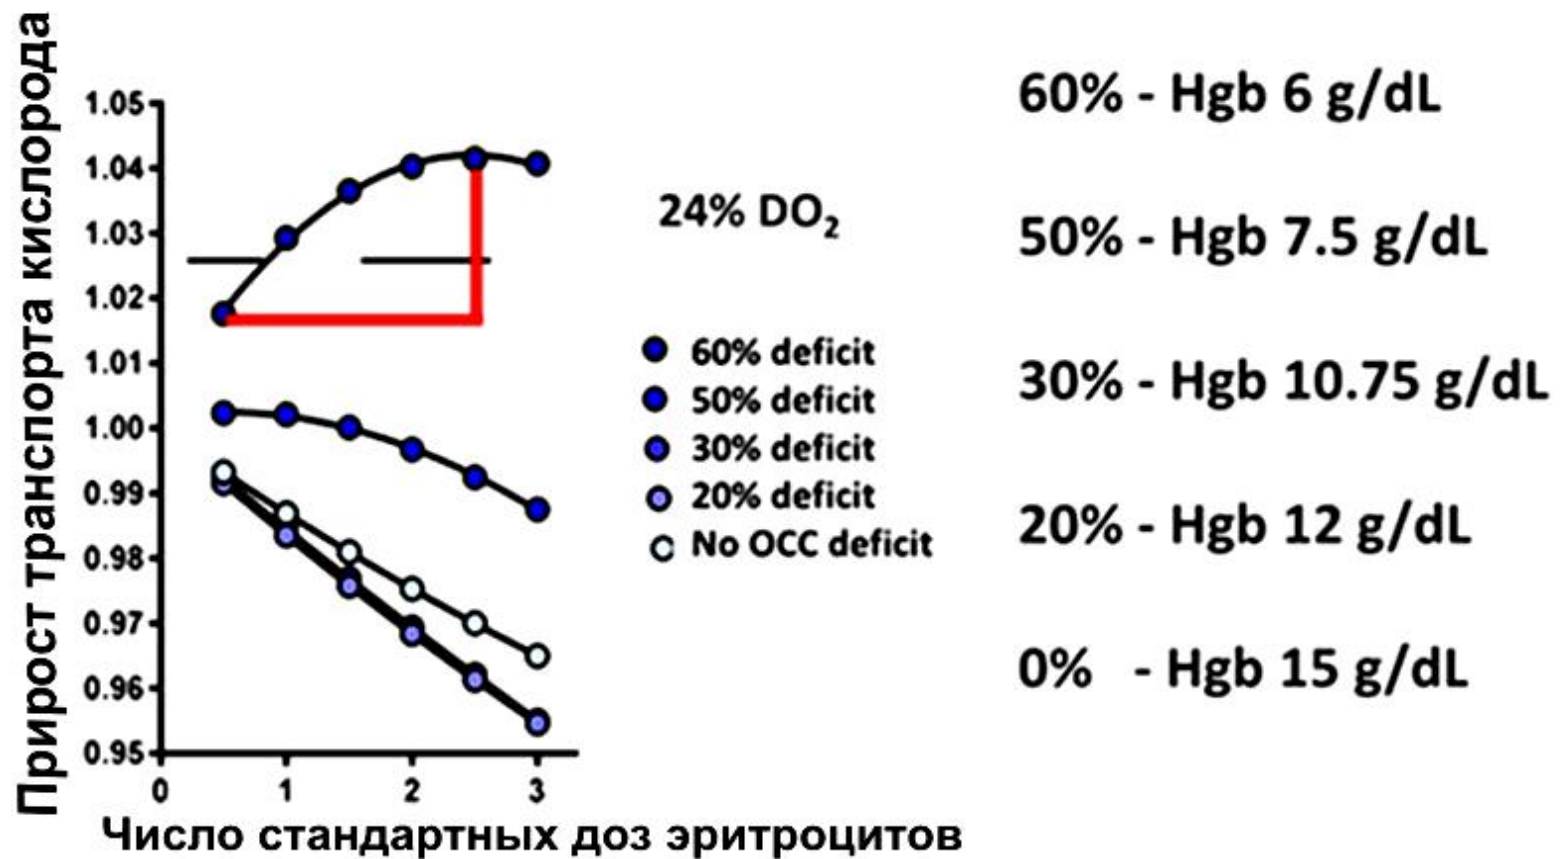 Прирост транспорта кислорода
1.05
1.04
1.03
1.02
1.01
1.00
0.99
0.98
0.97
0.96
0.95
0
1
2
3
Число стандартных доз эритроцитов
24% DO₂
60% deficit
50% deficit
30% deficit
20% deficit
No OCC deficit
60% - Hgb 6 g/dL
50% - Hgb 7.5 g/dL
30% - Hgb 10.75 g/dL
20% - Hgb 12 g/dL
0% - Hgb 15 g/dL